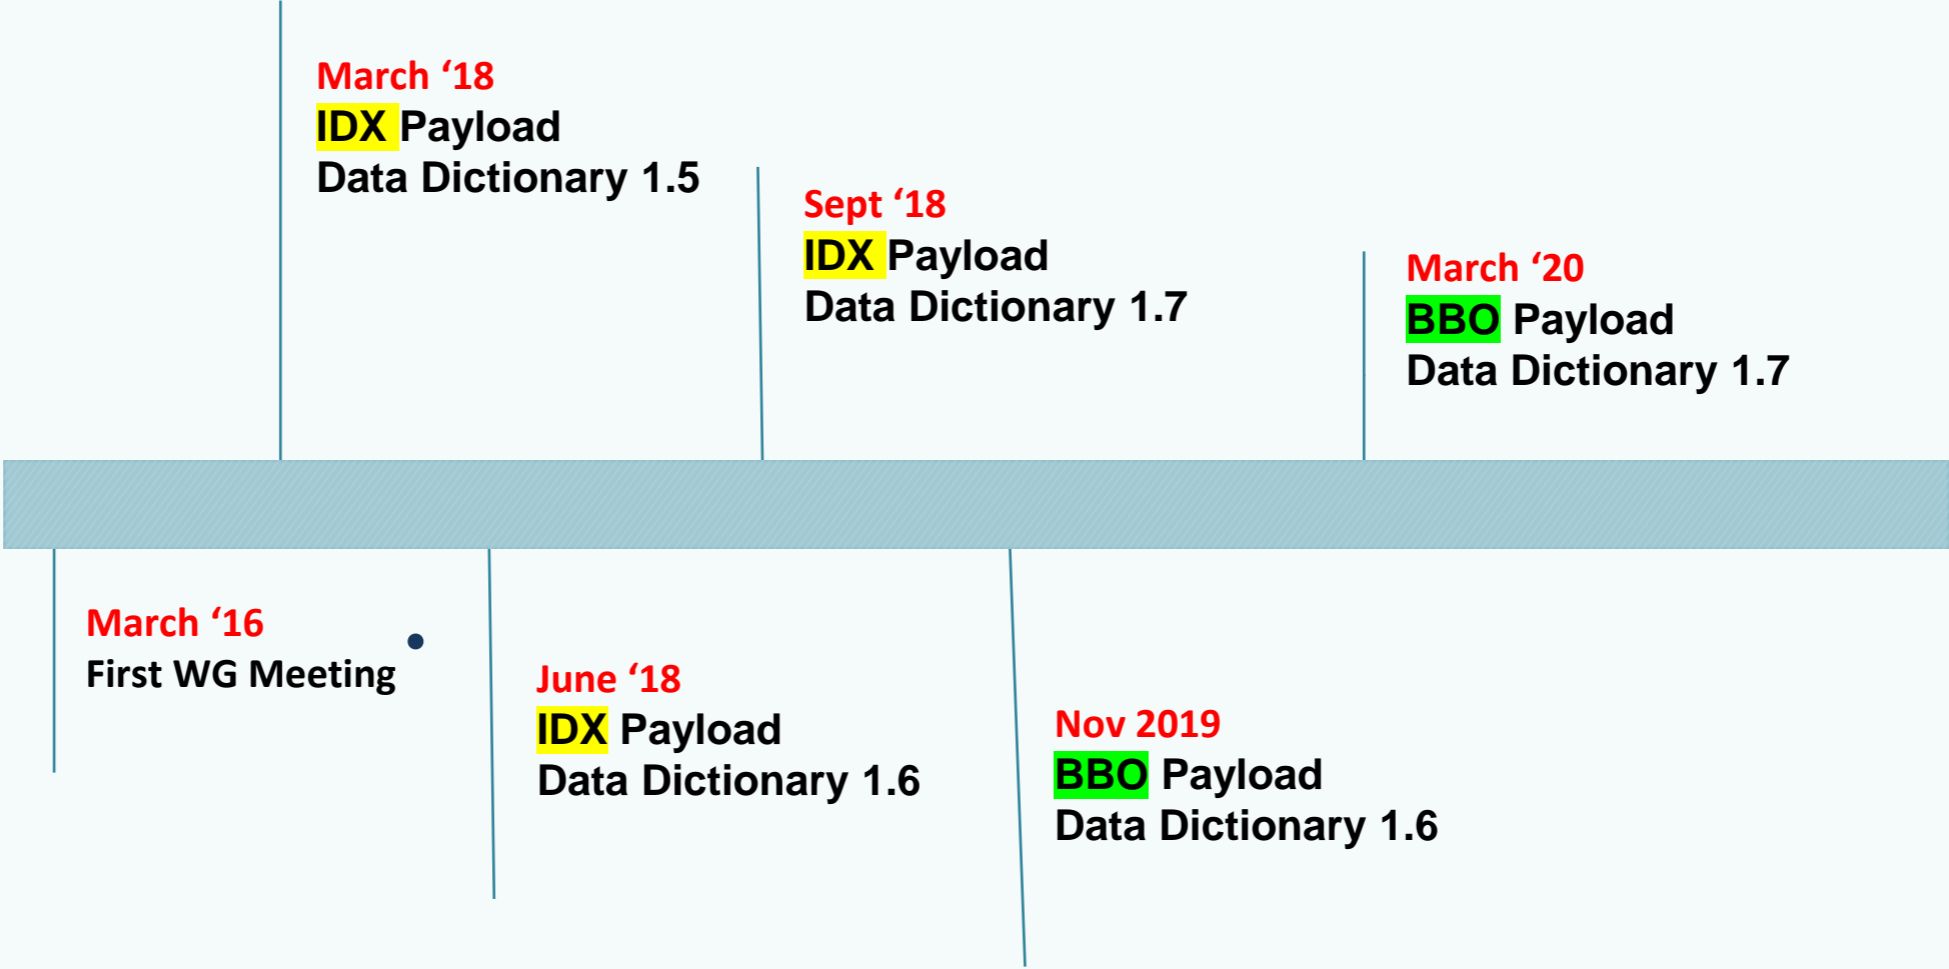 March ‘18
IDX Payload
Data Dictionary 1.5
Sept ‘18
IDX Payload
Data Dictionary 1.7
March ‘20
BBO Payload
Data Dictionary 1.7
March ‘16
First WG Meeting
June ‘18
IDX Payload
Data Dictionary 1.6
Nov 2019
BBO Payload
Data Dictionary 1.6